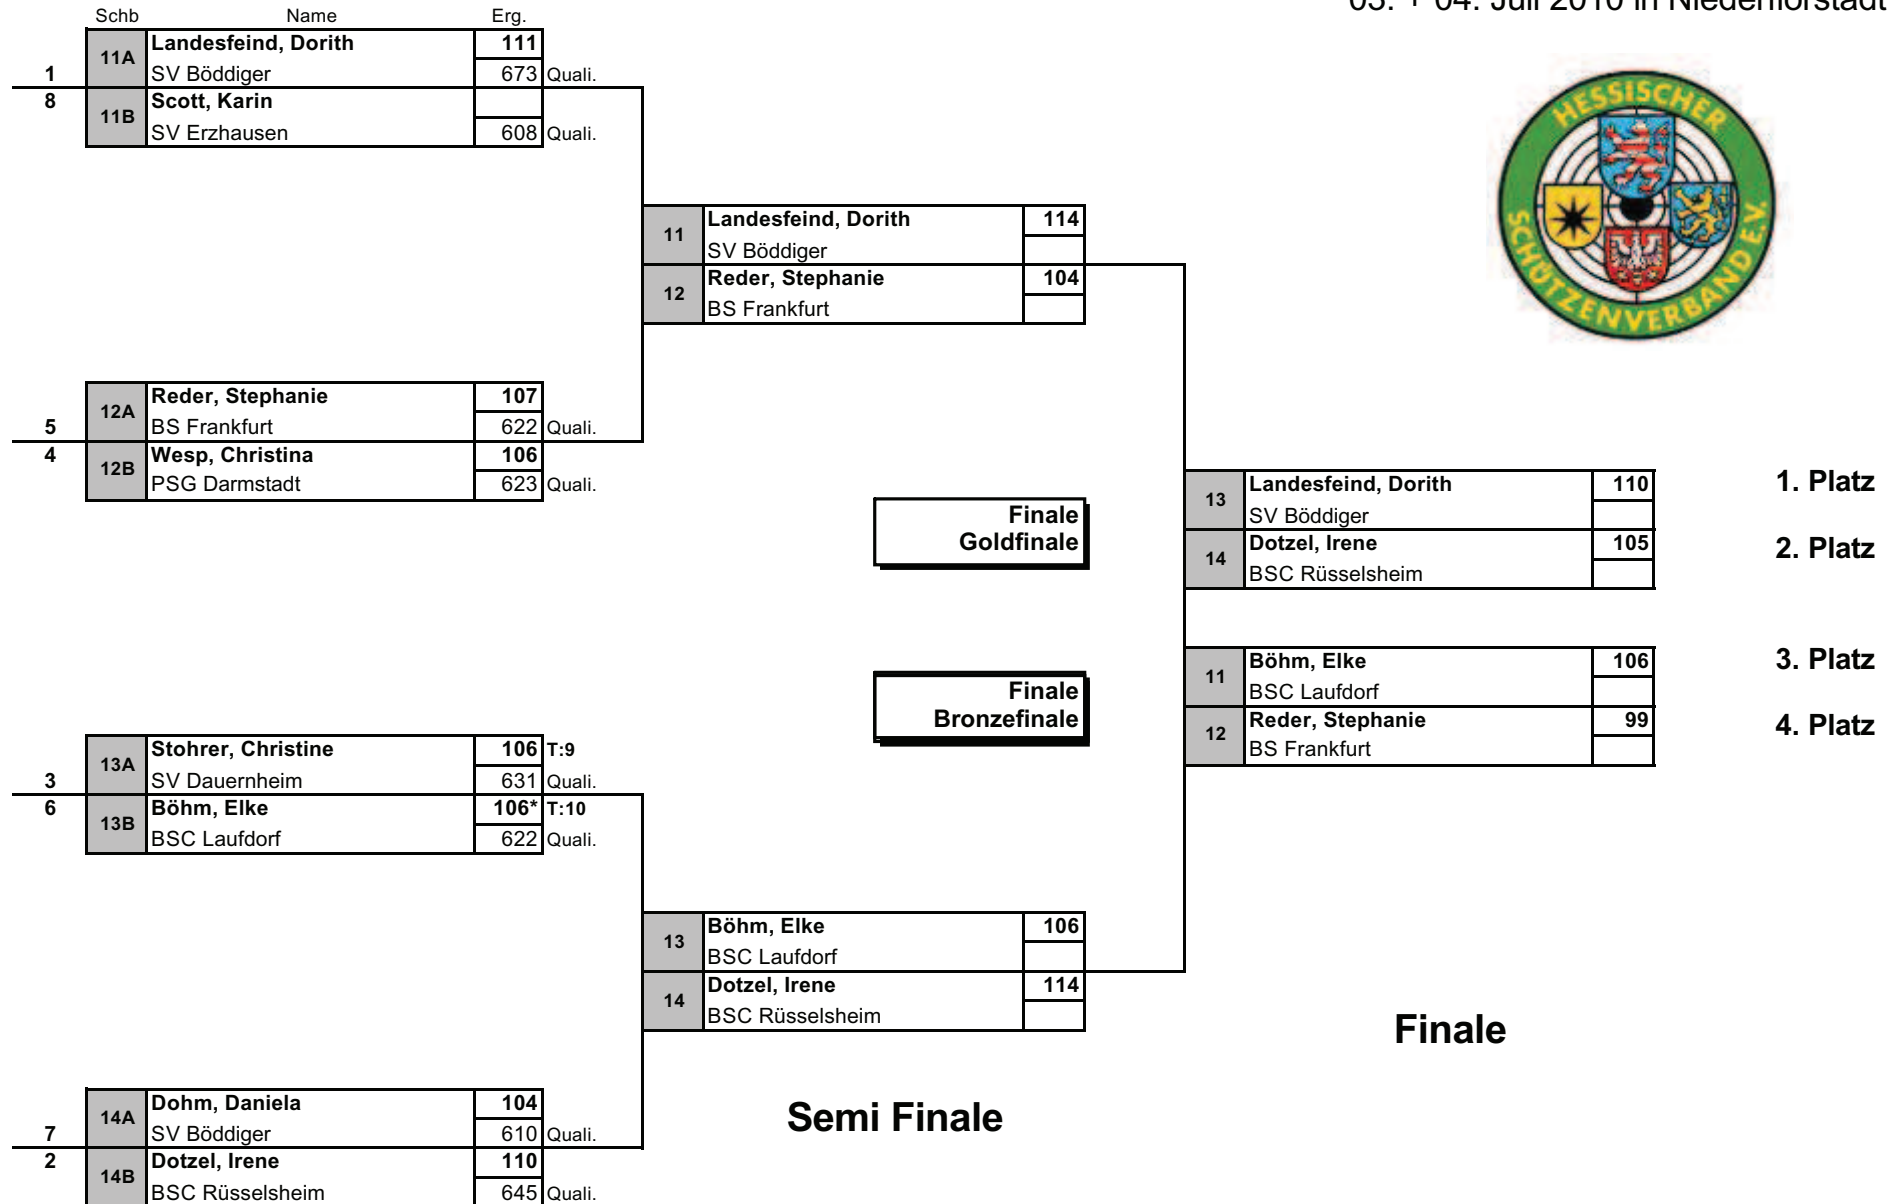 03. + 04. Juli 2010 in Niederflorstadt
Schb Name Erg.
11A Landesfeind, Dorith 111
1 SV Böddiger 673 Quali.
8 11B Scott, Karin
SV Erzhausen 608 Quali.
HESSISCHER
SCHÜTZENVERBAND E.V.
11 Landesfeind, Dorith 114
SV Böddiger
12 Reder, Stephanie 104
BS Frankfurt
12A Reder, Stephanie 107
5 BS Frankfurt 622 Quali.
4 12B Wesp, Christina 106
PSG Darmstadt 623 Quali.
13 Landesfeind, Dorith 110 1. Platz
SV Böddiger
Finale
Goldfinale
14 Dotzel, Irene 105 2. Platz
BSC Rüsselsheim
11 Böhm, Elke 106 3. Platz
BSC Laufdorf
Finale
Bronzefinale
12 Reder, Stephanie 99 4. Platz
BS Frankfurt
13A Stohrer, Christine 106 T:9
3 SV Dauernheim 631 Quali.
6 13B Böhm, Elke 106* T:10
BSC Laufdorf 622 Quali.
13 Böhm, Elke 106
BSC Laufdorf
14 Dotzel, Irene 114
BSC Rüsselsheim
Finale
Semi Finale
14A Dohm, Daniela 104
7 SV Böddiger 610 Quali.
2 14B Dotzel, Irene 110
BSC Rüsselsheim 645 Quali.